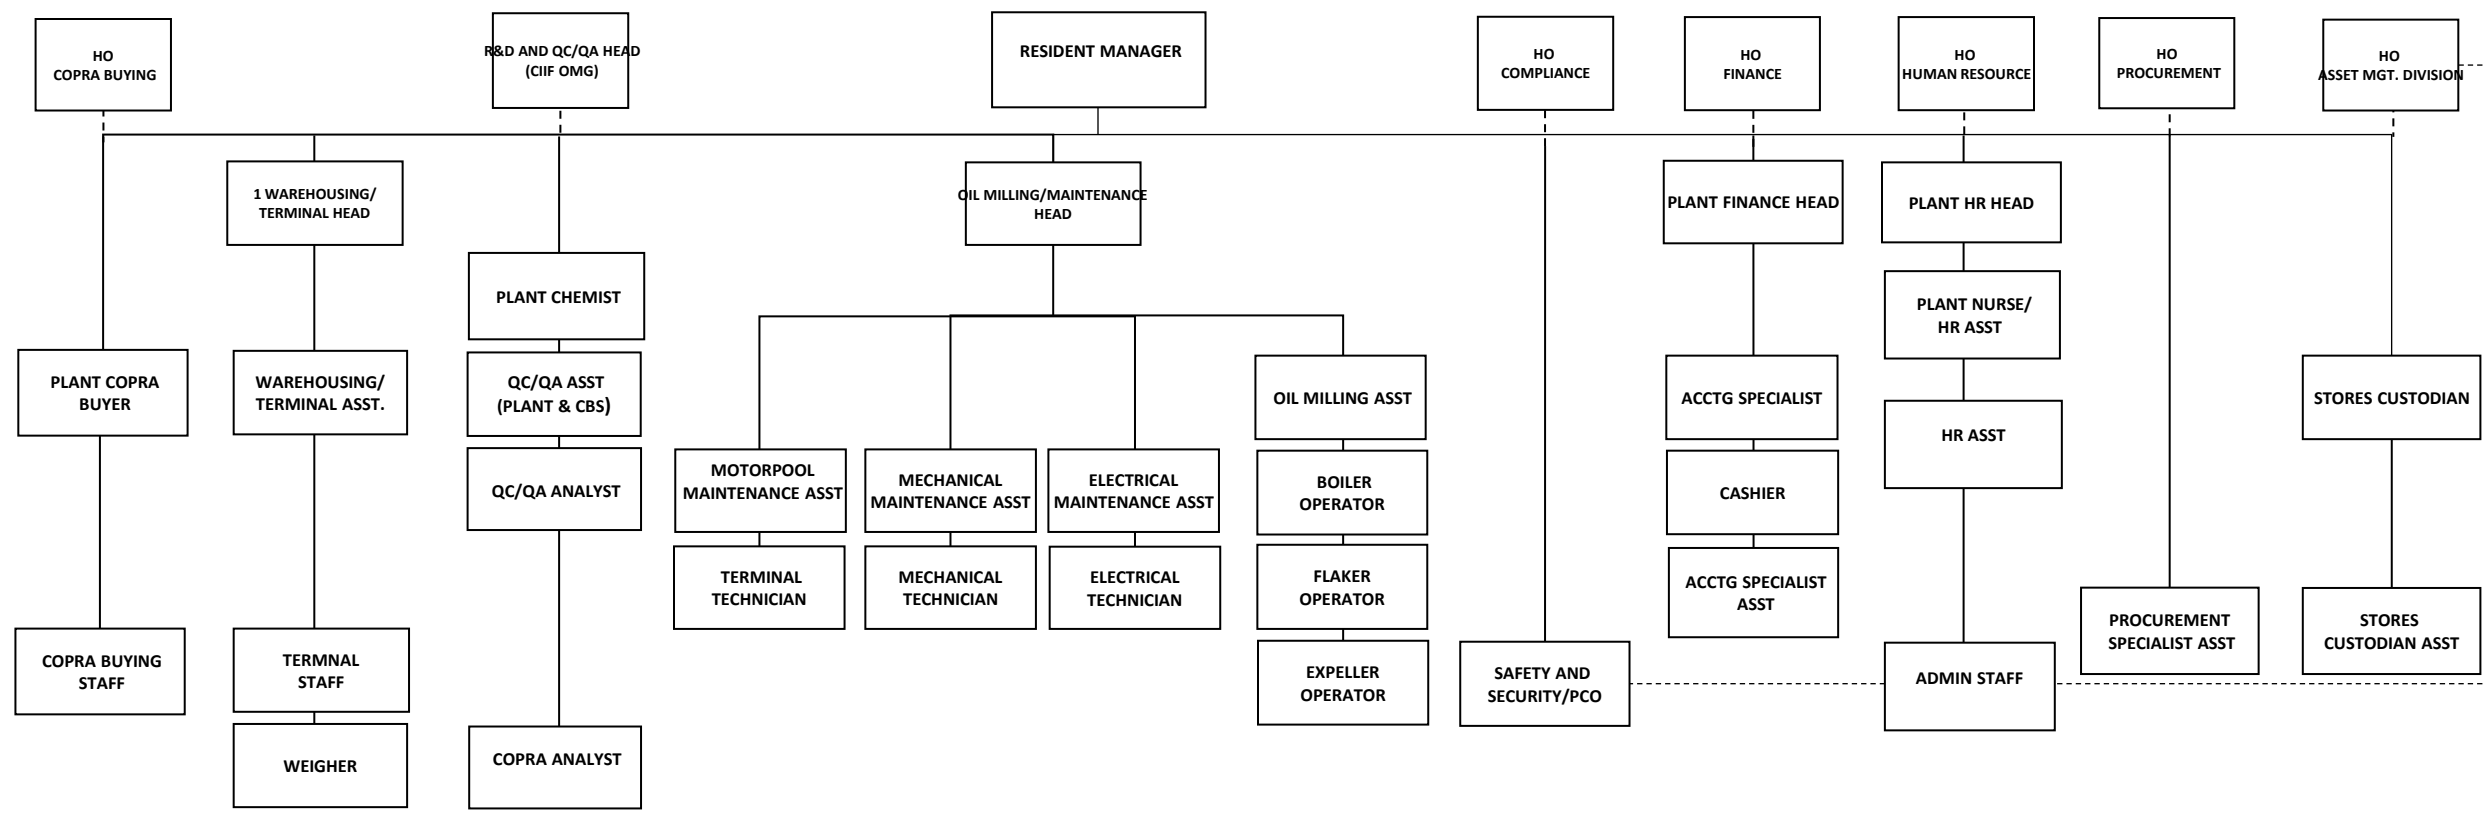 HO
COPRA BUYING
R&D AND QC/QA HEAD
(CIIF OMG)
RESIDENT MANAGER
HO
COMPLIANCE
HO
FINANCE
HO
HUMAN RESOURCE
HO
PROCUREMENT
HO
ASSET MGT. DIVISION
1 WAREHOUSING/
TERMINAL HEAD
OIL MILLING/MAINTENANCE
HEAD
PLANT FINANCE HEAD
PLANT HR HEAD
PLANT CHEMIST
PLANT NURSE/
HR ASST
PLANT COPRA
BUYER
WAREHOUSING/
TERMINAL ASST.
QC/QA ASST
(PLANT & CBS)
OIL MILLING ASST
ACCTG SPECIALIST
STORES CUSTODIAN
HR ASST
QC/QA ANALYST
MOTORPOOL
MAINTENANCE ASST
MECHANICAL
MAINTENANCE ASST
ELECTRICAL
MAINTENANCE ASST
BOILER
OPERATOR
CASHIER
TERMINAL
TECHNICIAN
MECHANICAL
TECHNICIAN
ELECTRICAL
TECHNICIAN
FLAKER
OPERATOR
ACCTG SPECIALIST
ASST
PROCUREMENT
SPECIALIST ASST
STORES
CUSTODIAN ASST
COPRA BUYING
STAFF
TERMNAL
STAFF
EXPELLER
OPERATOR
SAFETY AND
SECURITY/PCO
ADMIN STAFF
WEIGHER
COPRA ANALYST